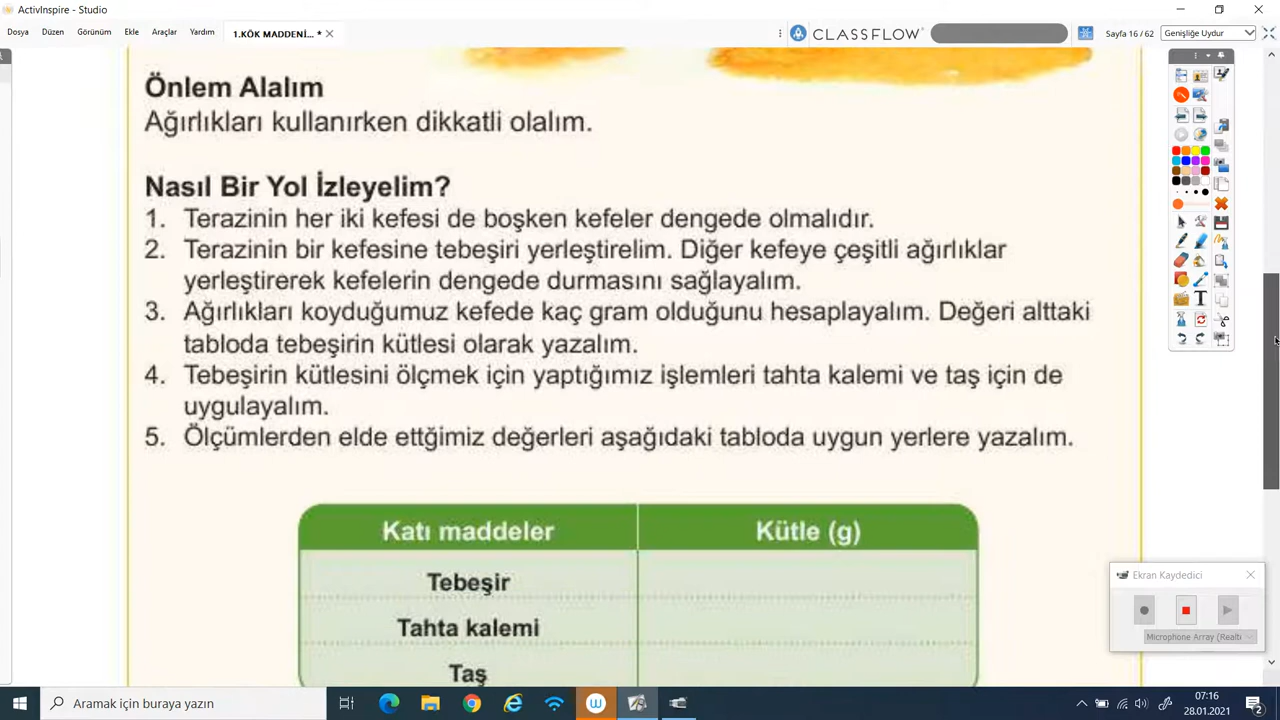 ActivInspire - Studio
Dosya Düzen Görünüm Ekle Araçlar Yardım
1.KÖK MADDENİ... *
CLASSFLOW
Sayfa 16 / 62
Genişliğe Uydur
Önlem Alalım
Ağırlıkları kullanırken dikkatli olalım.
Nasıl Bir Yol İzleyelim?
1. Terazinin her iki kefesi de boşken kefeler dengede olmalıdır.
2. Terazinin bir kefesine tebeşiri yerleştirelim. Diğer kefeye çeşitli ağırlıklar
yerleştirerek kefelerin dengede durmasını sağlayalım.
3. Ağırlıkları koyduğumuz kefede kaç gram olduğunu hesaplayalım. Değeri alttaki
tabloda tebeşirin kütlesi olarak yazalım.
4. Tebeşirin kütlesini ölçmek için yaptığımız işlemleri tahta kalemi ve taş için de
uygulayalım.
5. Ölçümlerden elde ettğimiz değerleri aşağıdaki tabloda uygun yerlere yazalım.
Katı maddeler Kütle (g)
Tebeşir
Tahta kalemi
Taş
Ekran Kaydedici
Microphone Array (Realt
Aramak için buraya yazın
07:16
28.01.2021
2